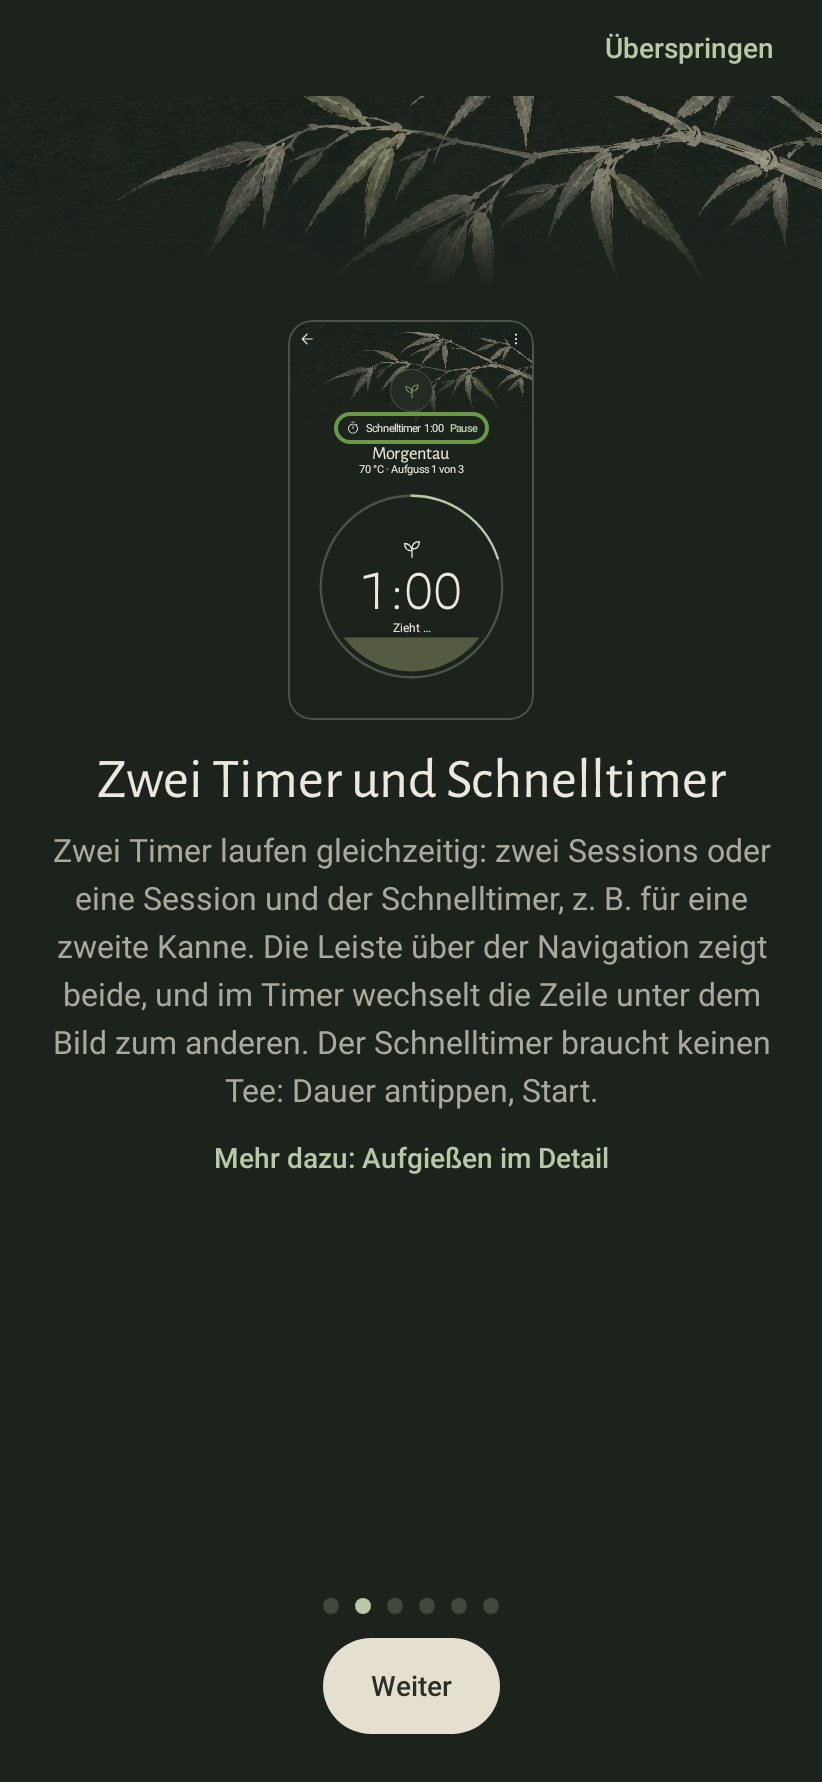 Überspringen
Schnelltimer 1:00 Pause
Morgentau
70 °C · Aufguss 1 von 3
1:00
Zieht ...
Zwei Timer und Schnelltimer
Zwei Timer laufen gleichzeitig: zwei Sessions oder
eine Session und der Schnelltimer, z. B. für eine
zweite Kanne. Die Leiste über der Navigation zeigt
beide, und im Timer wechselt die Zeile unter dem
Bild zum anderen. Der Schnelltimer braucht keinen
Tee: Dauer antippen, Start.
Mehr dazu: Aufgießen im Detail
Weiter